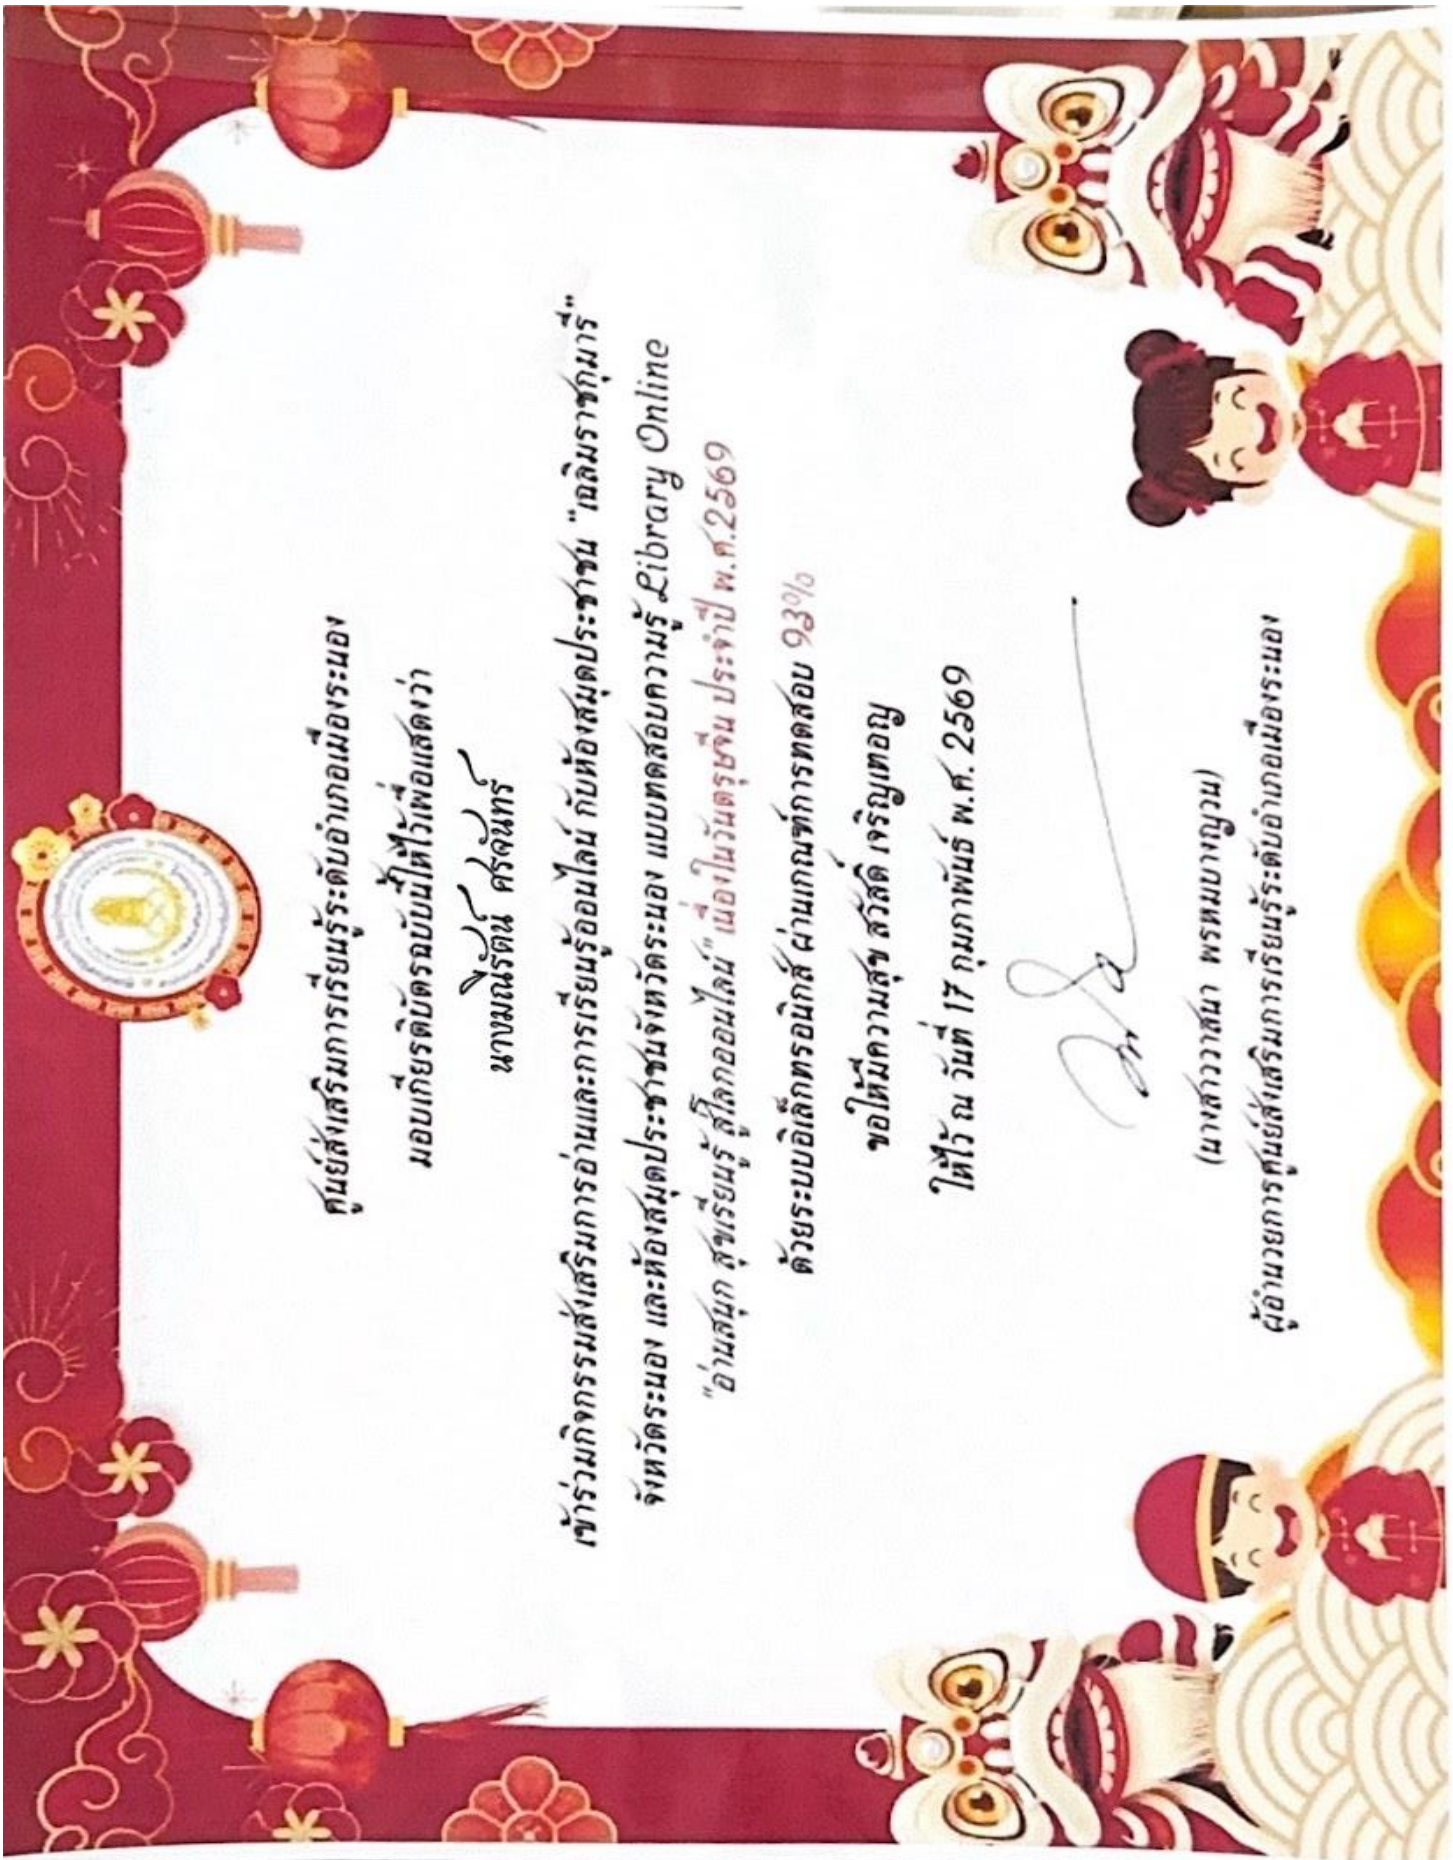 ศูนย์ส่งเสริมการเรียนรู้ระดับอำเภอเมืองระนอง
มอบเกียรติบัตรฉบับนี้ให้ไว้เพื่อแสดงว่า
นางมณีรัตน์ ศรีจันทร์
เข้าร่วมกิจกรรมส่งเสริมการอ่านและการเรียนรู้ออนไลน์ กับห้องสมุดประชาชน "เฉลิมราชกุมารี"
จังหวัดระนอง และห้องสมุดประชาชนจังหวัดระนอง แบบทดสอบความรู้ Library Online
"อ่านสนุก สุขเรียนรู้ สู่โลกออนไลน์" เนื่องในวันตรุษจีน ประจำปี พ.ศ.2569
ด้วยระบบอิเล็กทรอนิกส์ ผ่านเกณฑ์การทดสอบ 93%
ขอให้มีความสุข สวัสดิ์ เจริญเทอญ
ให้ไว้ ณ วันที่ 17 กุมภาพันธ์ พ.ศ. 2569
(นางสาววาสนา พรหมบางญวน)
ผู้อำนวยการศูนย์ส่งเสริมการเรียนรู้ระดับอำเภอเมืองระนอง